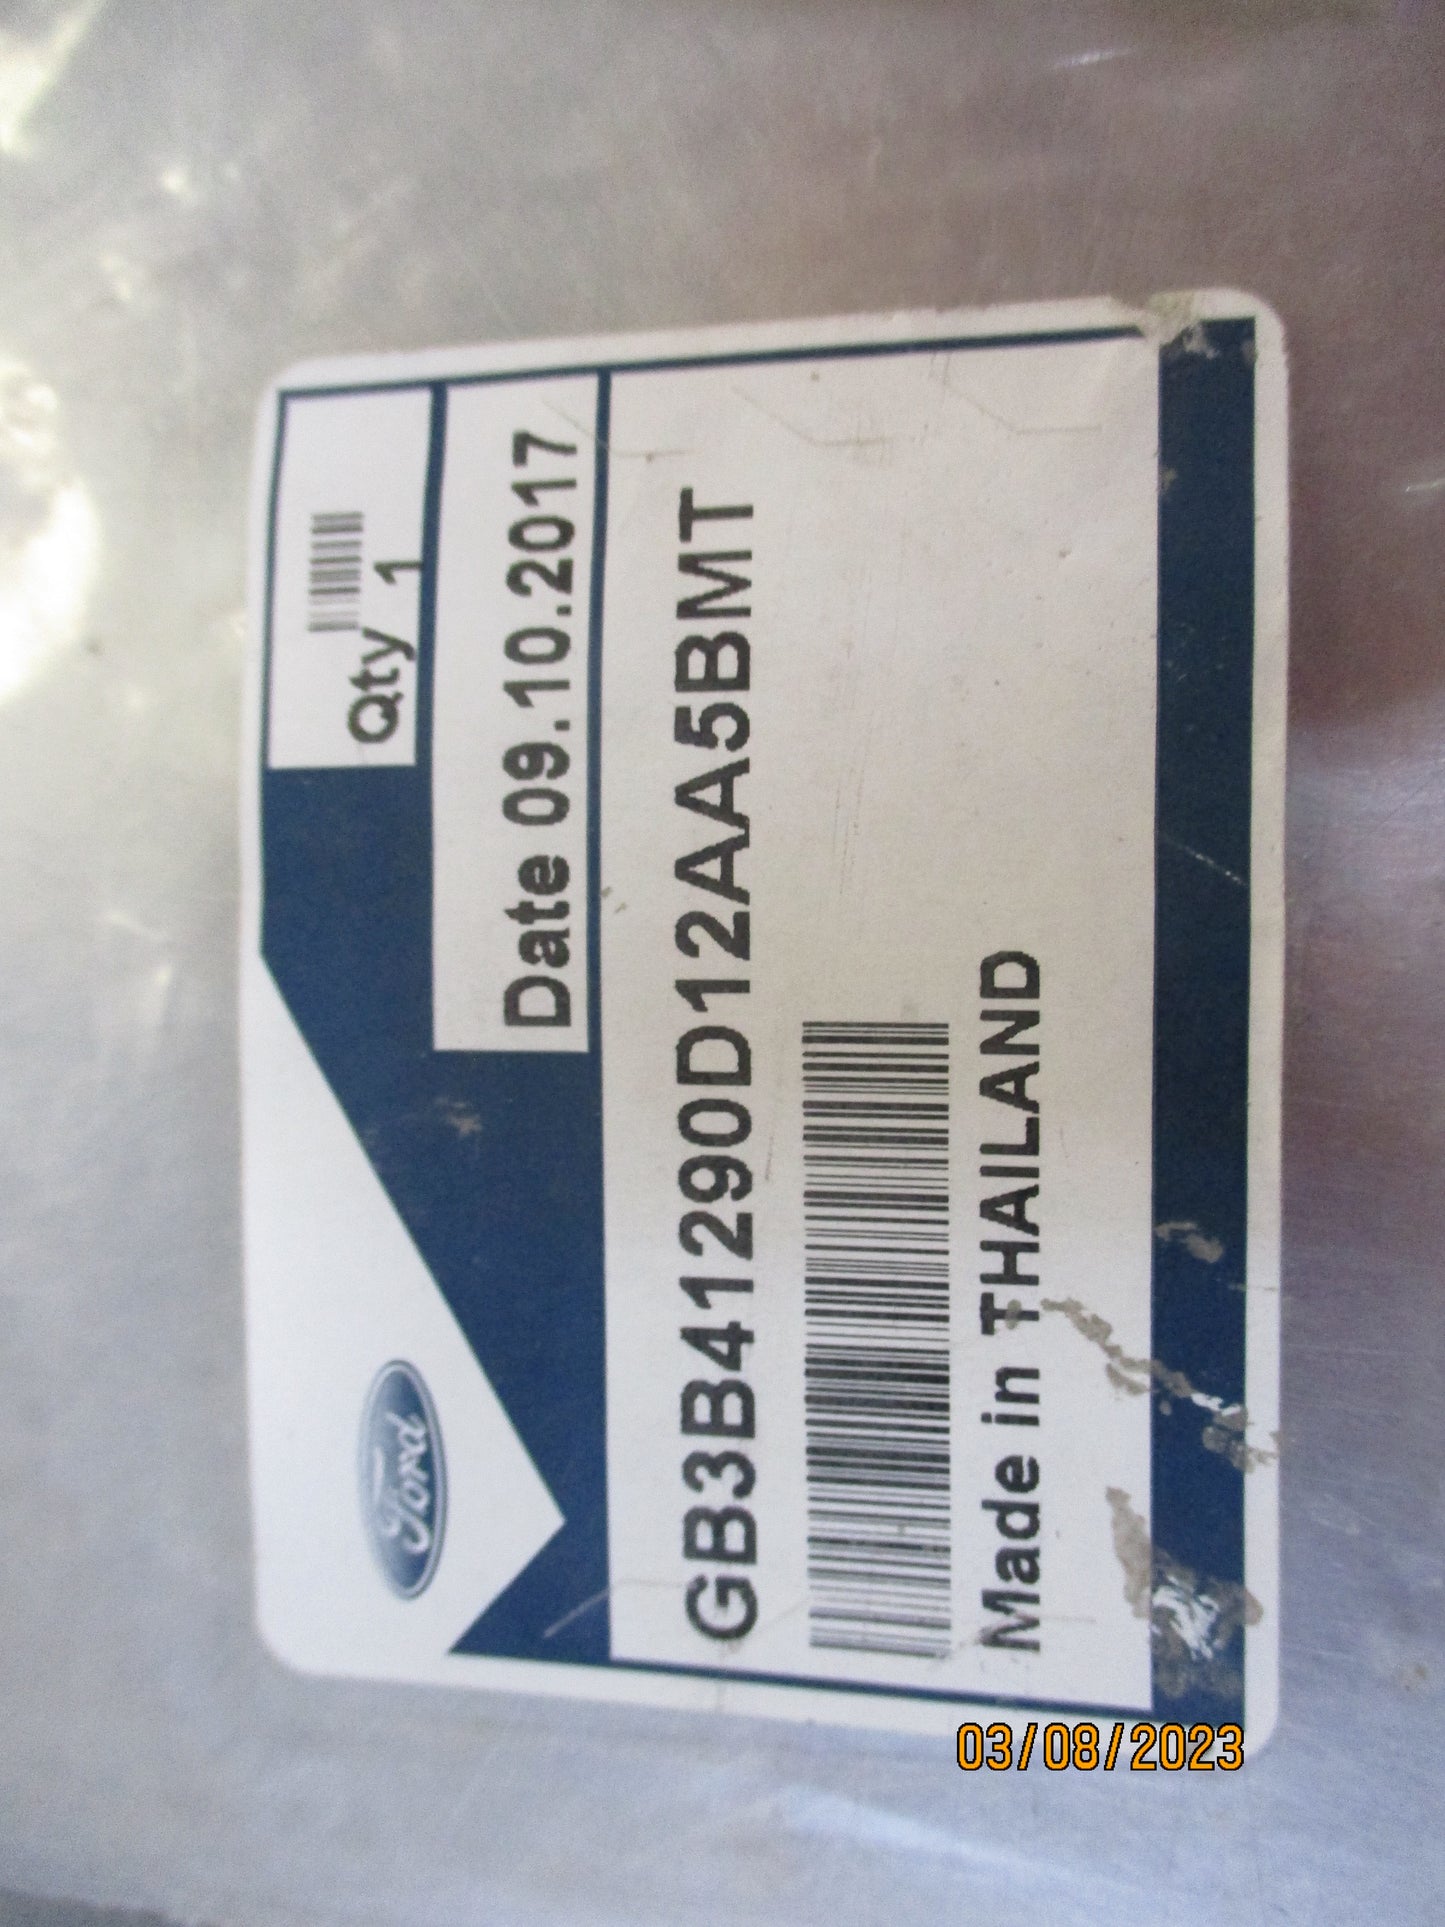 Ford
Qty 1
Date 09.10.2017
GB3B41290D12AA5BMT
Made in THAILAND
03/08/2023